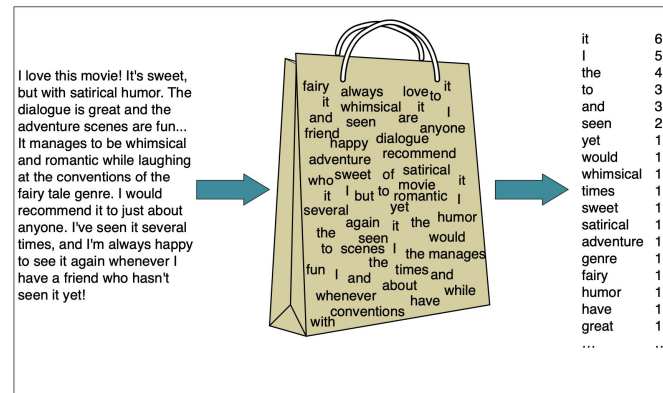 I love this movie! It's sweet,
but with satirical humor. The
dialogue is great and the
adventure scenes are fun...
It manages to be whimsical
and romantic while laughing
at the conventions of the
fairy tale genre. I would
recommend it to just about
anyone. I've seen it several
times, and I'm always happy
to see it again whenever I
have a friend who hasn't
seen it yet!
fairy always love to it
it whimsical it I
and seen are anyone
friend happy dialogue
adventure recommend
who sweet of satirical
it I but to movie romantic it I
several yet
again it the humor
the seen would
to scenes I the manages
fun I and the times and
about while
whenever have
conventions
with
it 6
I 5
the 4
to 3
and 3
seen 2
yet 1
would 1
whimsical 1
times 1
sweet 1
satirical 1
adventure 1
genre 1
fairy 1
humor 1
have 1
great 1
… …